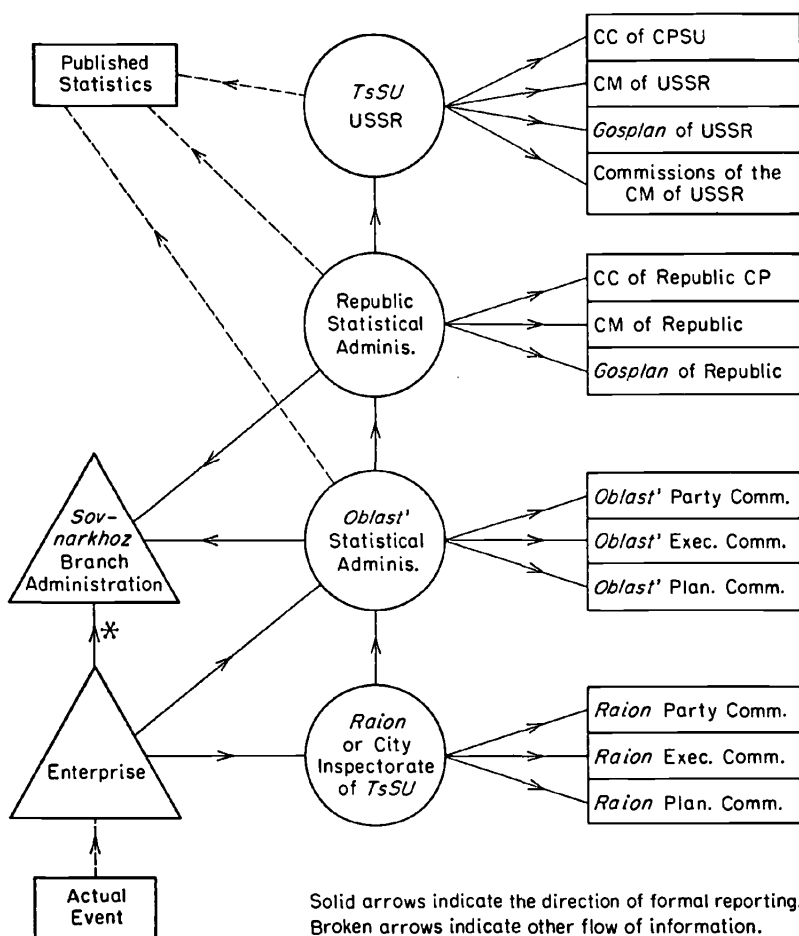 Published
Statistics
TsSU
USSR
CC of CPSU
CM of USSR
Gosplan of USSR
Commissions of the
CM of USSR
Republic
Statistical
Adminis.
CC of Republic CP
CM of Republic
Gosplan of Republic
Sov-
narkhoz
Branch
Administration
Oblast'
Statistical
Adminis.
Oblast' Party Comm.
Oblast' Exec. Comm.
Oblast' Plan. Comm.
*
Enterprise
Raion
or City
Inspectorate
of TsSU
Raion Party Comm.
Raion Exec. Comm.
Raion Plan. Comm.
Actual
Event
Solid arrows indicate the direction of formal reporting.
Broken arrows indicate other flow of information.